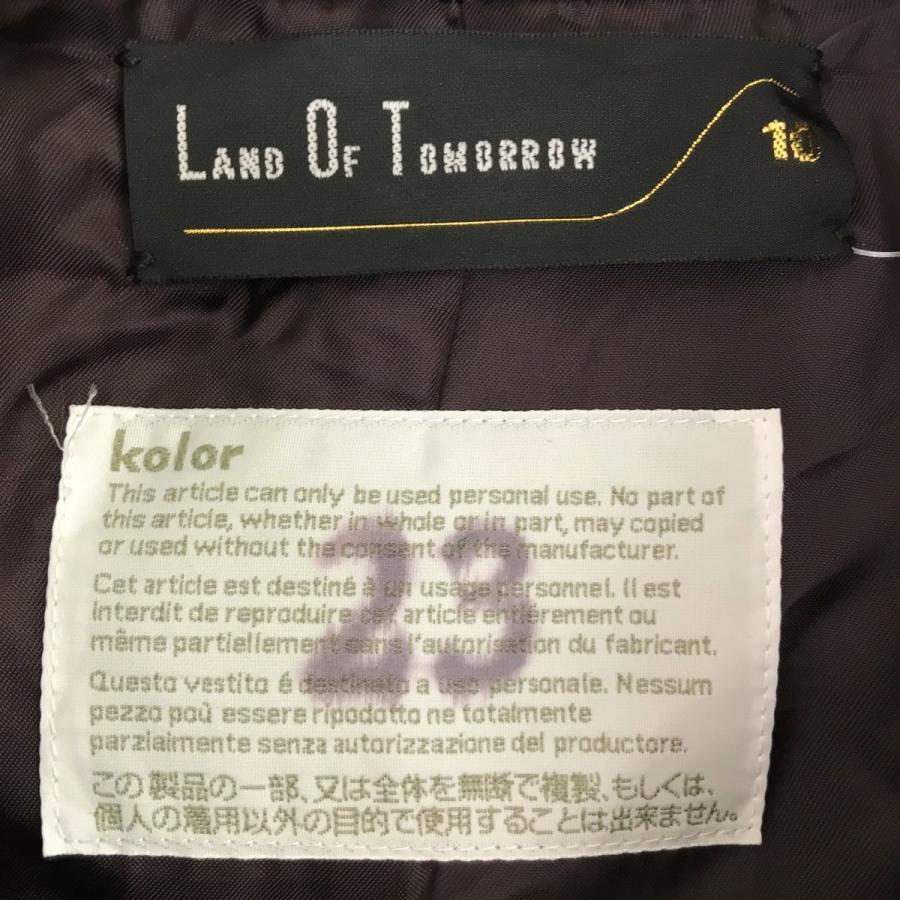 LAND OF TOMORROW
10
kolor
This article can only be used personal use. No part of
this article, whether in whole or in part, may copied
or used without the consent of the manufacturer.
Cet article est destiné à un usage personnel. Il est
interdit de reproduire cet article entièrement ou
même partiellement sans l'autorisation du fabricant.
Questa vestito é destinato a uso personale. Nessum
pezzo poù essere ripodotto ne totalmente
parziaimente senza autorizzazione del productore.
この製品の一部、又は全体を無断で複製、もしくは、
個人の着用以外の目的で使用することは出来ません。
23